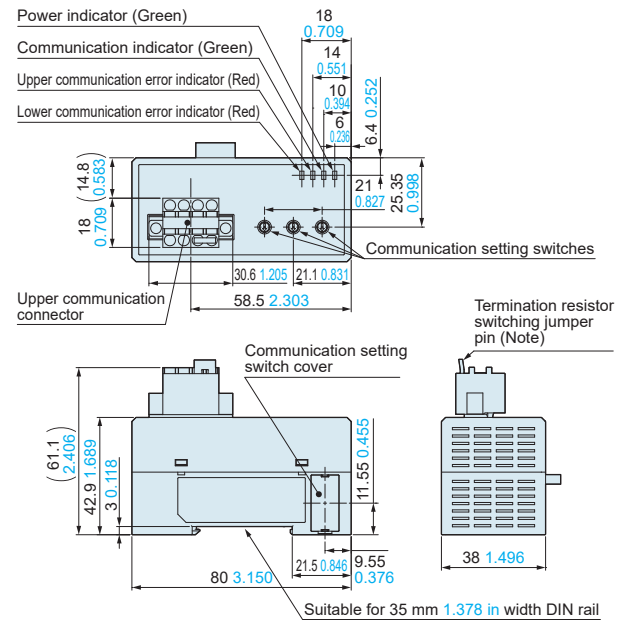 Power indicator (Green)
Communication indicator (Green)
Upper communication error indicator (Red)
Lower communication error indicator (Red)
18
0.709
14
0.551
10
0.394
6
0.236
6.4 0.252
(14.8)
0.583
18
0.709
21
0.827
25.35
0.998
Communication setting switches
30.6 1.205
21.1 0.831
58.5 2.303
Upper communication
connector
Termination resistor
switching jumper
pin (Note)
Communication setting
switch cover
(61.1)
2.406
42.9 1.689
3 0.118
11.55 0.455
9.55
0.376
21.5 0.846
80 3.150
38 1.496
Suitable for 35 mm 1.378 in width DIN rail